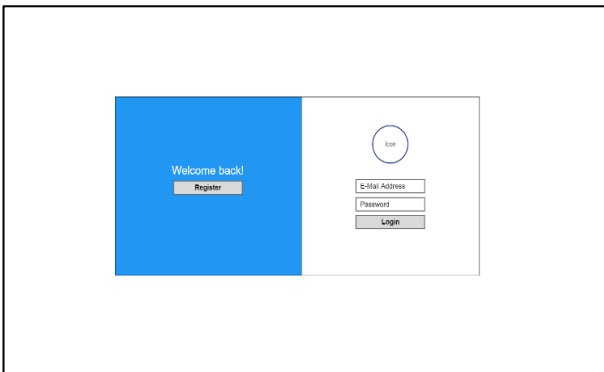 Welcome back!
Register
Icon
E-Mail Address
Password
Login